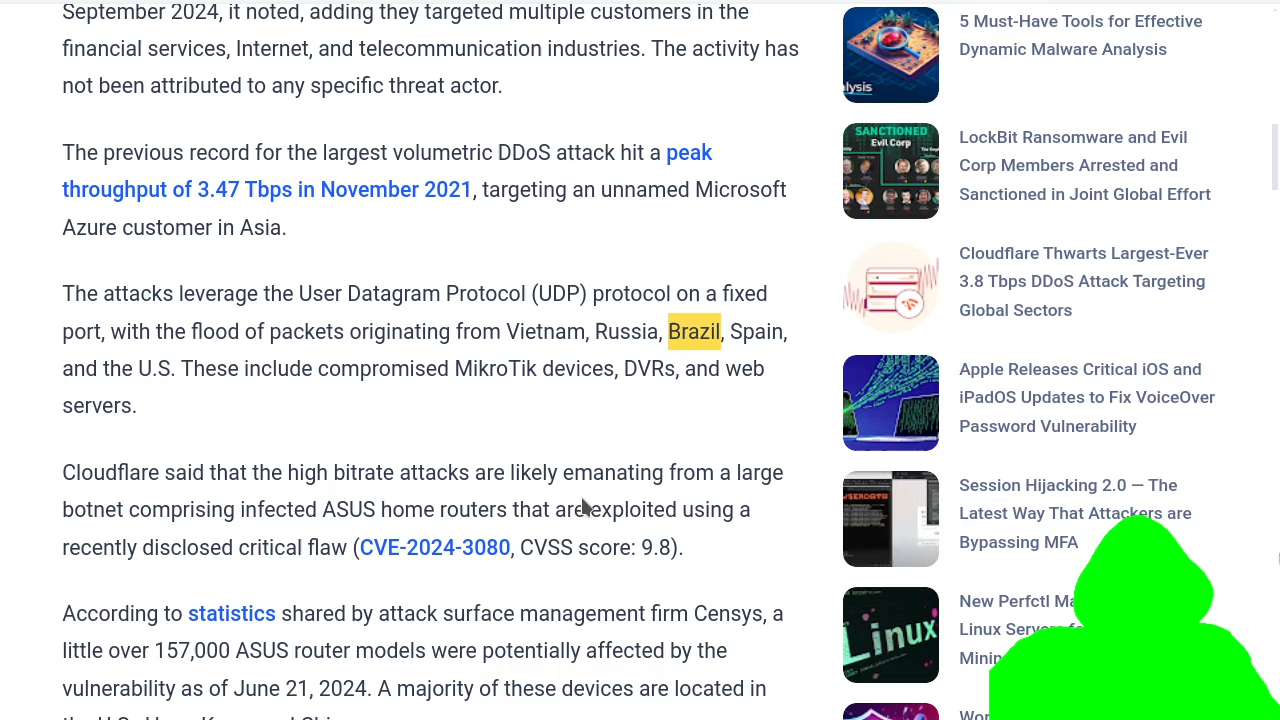 September 2024, it noted, adding they targeted multiple customers in the
financial services, Internet, and telecommunication industries. The activity has
not been attributed to any specific threat actor.
The previous record for the largest volumetric DDoS attack hit a peak
throughput of 3.47 Tbps in November 2021, targeting an unnamed Microsoft
Azure customer in Asia.
The attacks leverage the User Datagram Protocol (UDP) protocol on a fixed
port, with the flood of packets originating from Vietnam, Russia, Brazil, Spain,
and the U.S. These include compromised MikroTik devices, DVRs, and web
servers.
Cloudflare said that the high bitrate attacks are likely emanating from a large
botnet comprising infected ASUS home routers that are exploited using a
recently disclosed critical flaw (CVE-2024-3080, CVSS score: 9.8).
According to statistics shared by attack surface management firm Censys, a
little over 157,000 ASUS router models were potentially affected by the
vulnerability as of June 21, 2024. A majority of these devices are located in
5 Must-Have Tools for Effective
Dynamic Malware Analysis
alysis
SANCTIONED
Evil Corp
LockBit Ransomware and Evil
Corp Members Arrested and
Sanctioned in Joint Global Effort
Cloudflare Thwarts Largest-Ever
3.8 Tbps DDoS Attack Targeting
Global Sectors
Apple Releases Critical iOS and
iPadOS Updates to Fix VoiceOver
Password Vulnerability
Session Hijacking 2.0 — The
Latest Way That Attackers are
Bypassing MFA
New Perfctl
Linux
Linux